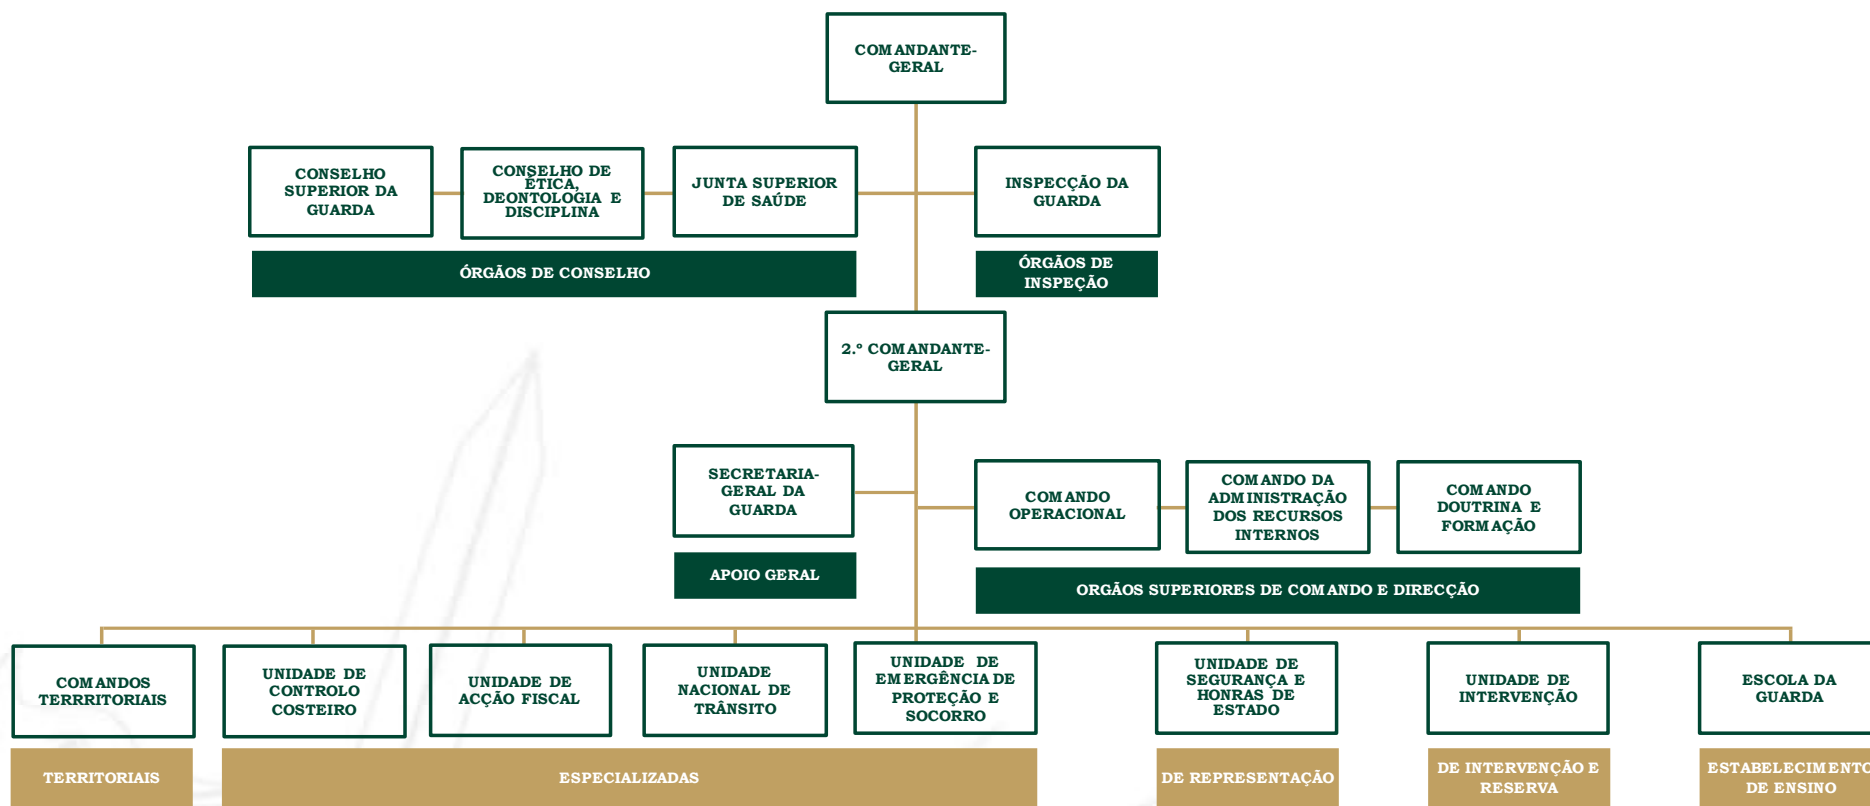 COMANDANTE-
GERAL
CONSELHO
SUPERIOR DA
GUARDA
CONSELHO DE
ÉTICA,
DEONTOLOGIA E
DISCIPLINA
JUNTA SUPERIOR
DE SAÚDE
INSPECÇÃO DA
GUARDA
ÓRGÃOS DE CONSELHO
ÓRGÃOS DE
INSPEÇÃO
2.º COMANDANTE-
GERAL
SECRETARIA-
GERAL DA
GUARDA
COMANDO
OPERACIONAL
COMANDO DA
ADMINISTRAÇÃO
DOS RECURSOS
INTERNOS
COMANDO
DOUTRINA E
FORMAÇÃO
APOIO GERAL
ORGÃOS SUPERIORES DE COMANDO E DIRECÇÃO
COMANDOS
TERRRITORIAIS
UNIDADE DE
CONTROLO
COSTEIRO
UNIDADE DE
ACÇÃO FISCAL
UNIDADE
NACIONAL DE
TRÂNSITO
UNIDADE DE
EMERGÊNCIA DE
PROTEÇÃO E
SOCORRO
UNIDADE DE
SEGURANÇA E
HONRAS DE
ESTADO
UNIDADE DE
INTERVENÇÃO
ESCOLA DA
GUARDA
TERRITORIAIS
ESPECIALIZADAS
DE REPRESENTAÇÃO
DE INTERVENÇÃO E
RESERVA
ESTABELECIMENTO
DE ENSINO